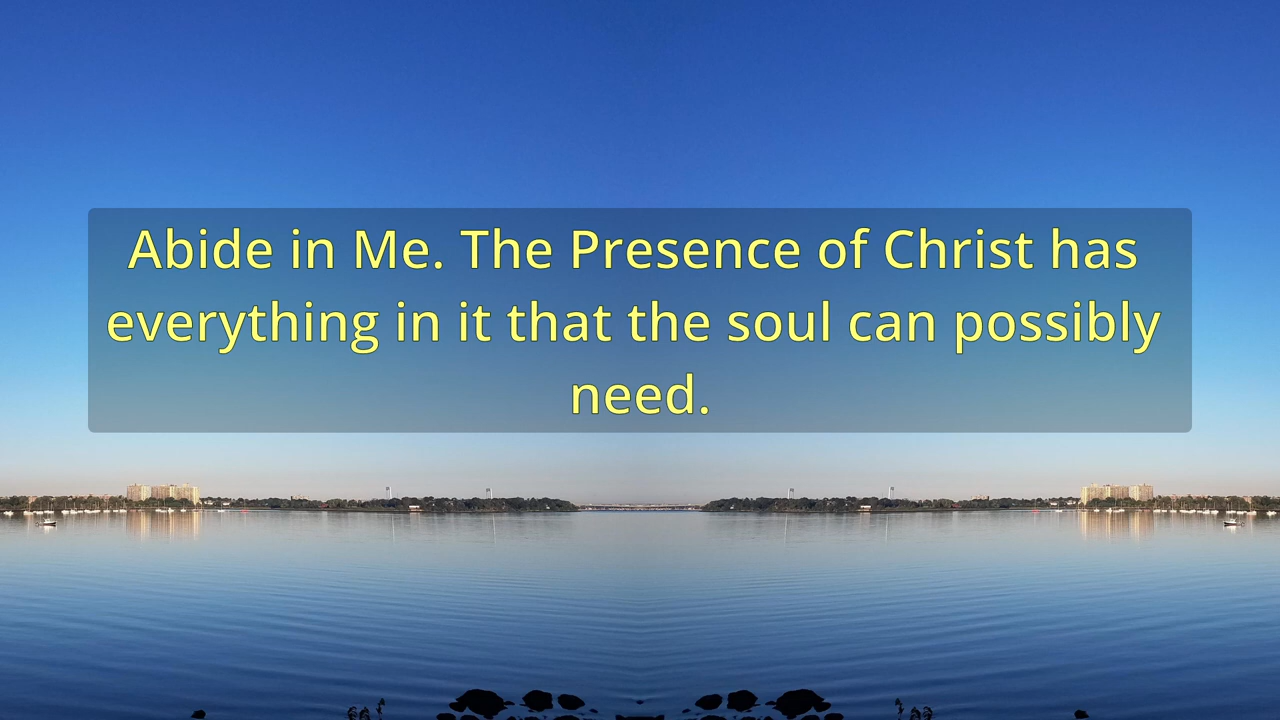 Abide in Me. The Presence of Christ has
everything in it that the soul can possibly
need.